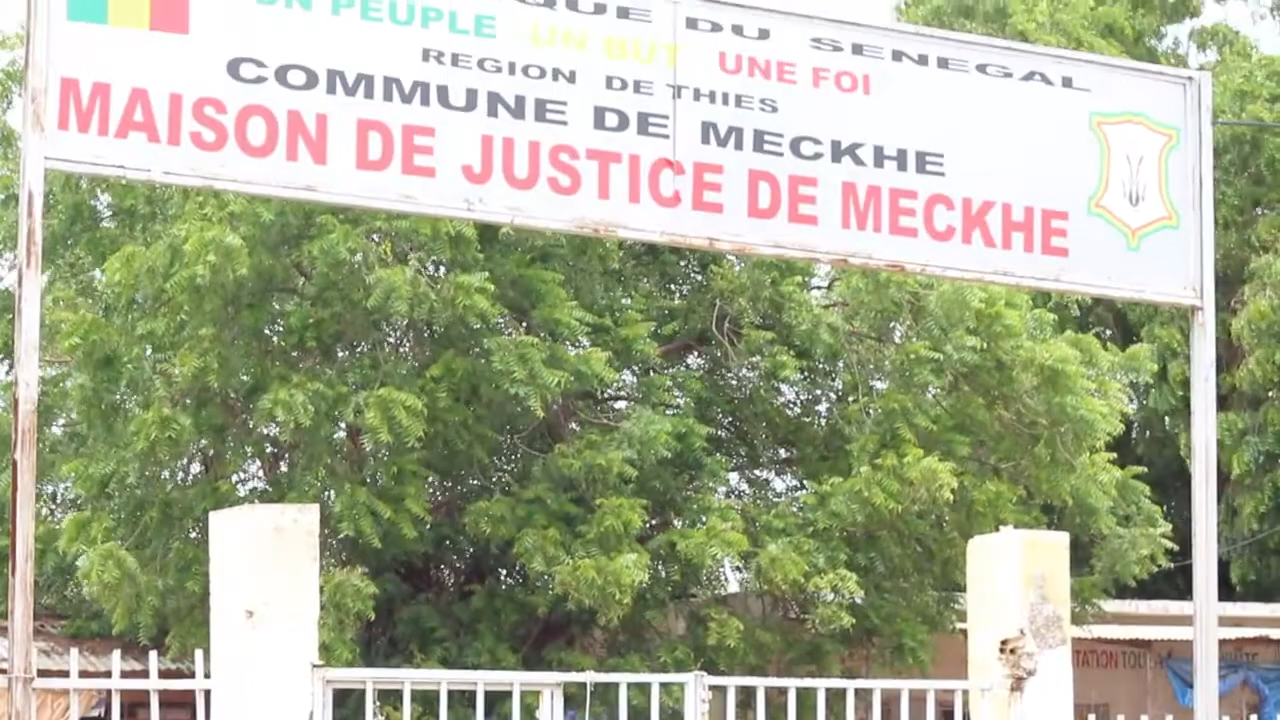 DU SENEGAL
UN PEUPLE UN BUT UNE FOI
REGION DE THIES
COMMUNE DE MECKHE
MAISON DE JUSTICE DE MECKHE